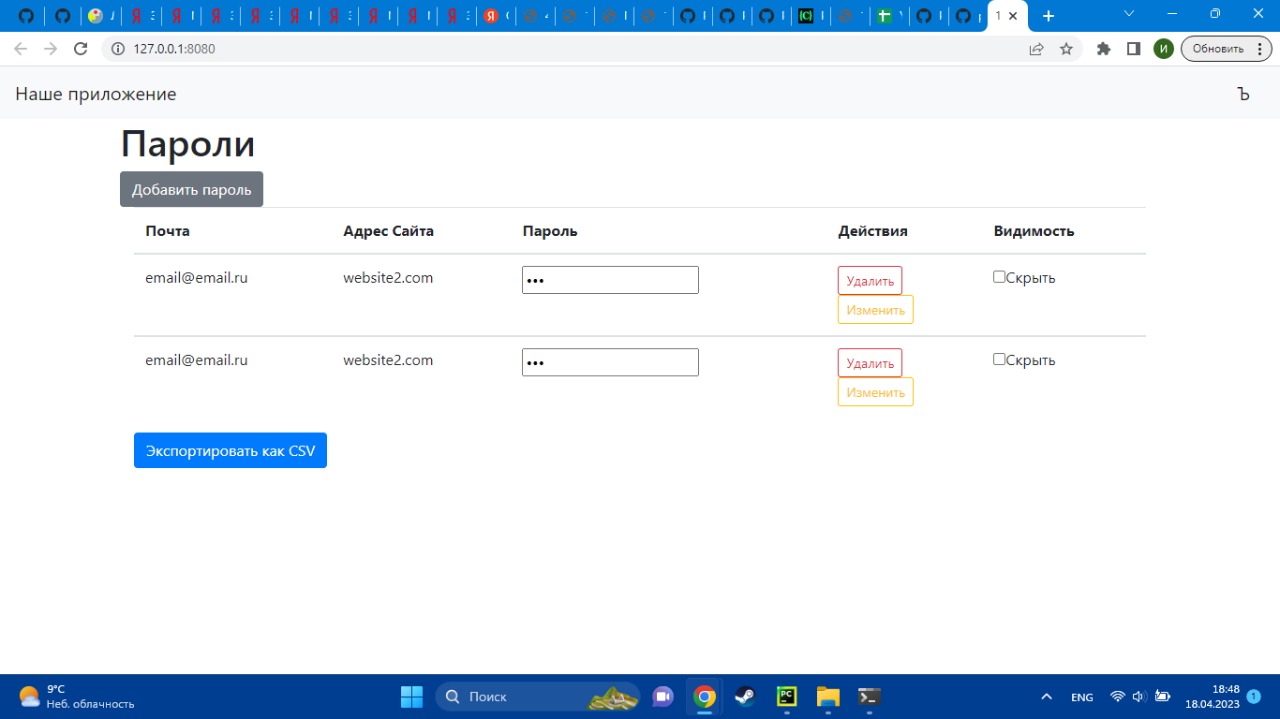 127.0.0.1:8080
И
Обновить
Наше приложение
Ъ
Пароли
Добавить пароль
Почта Адрес Сайта Пароль Действия Видимость
email@email.ru website2.com ••• Удалить Скрыть
Изменить
email@email.ru website2.com ••• Удалить Скрыть
Изменить
Экспортировать как CSV
9°C
Неб. облачность
Поиск
PC
ENG
18:48
18.04.2023
1